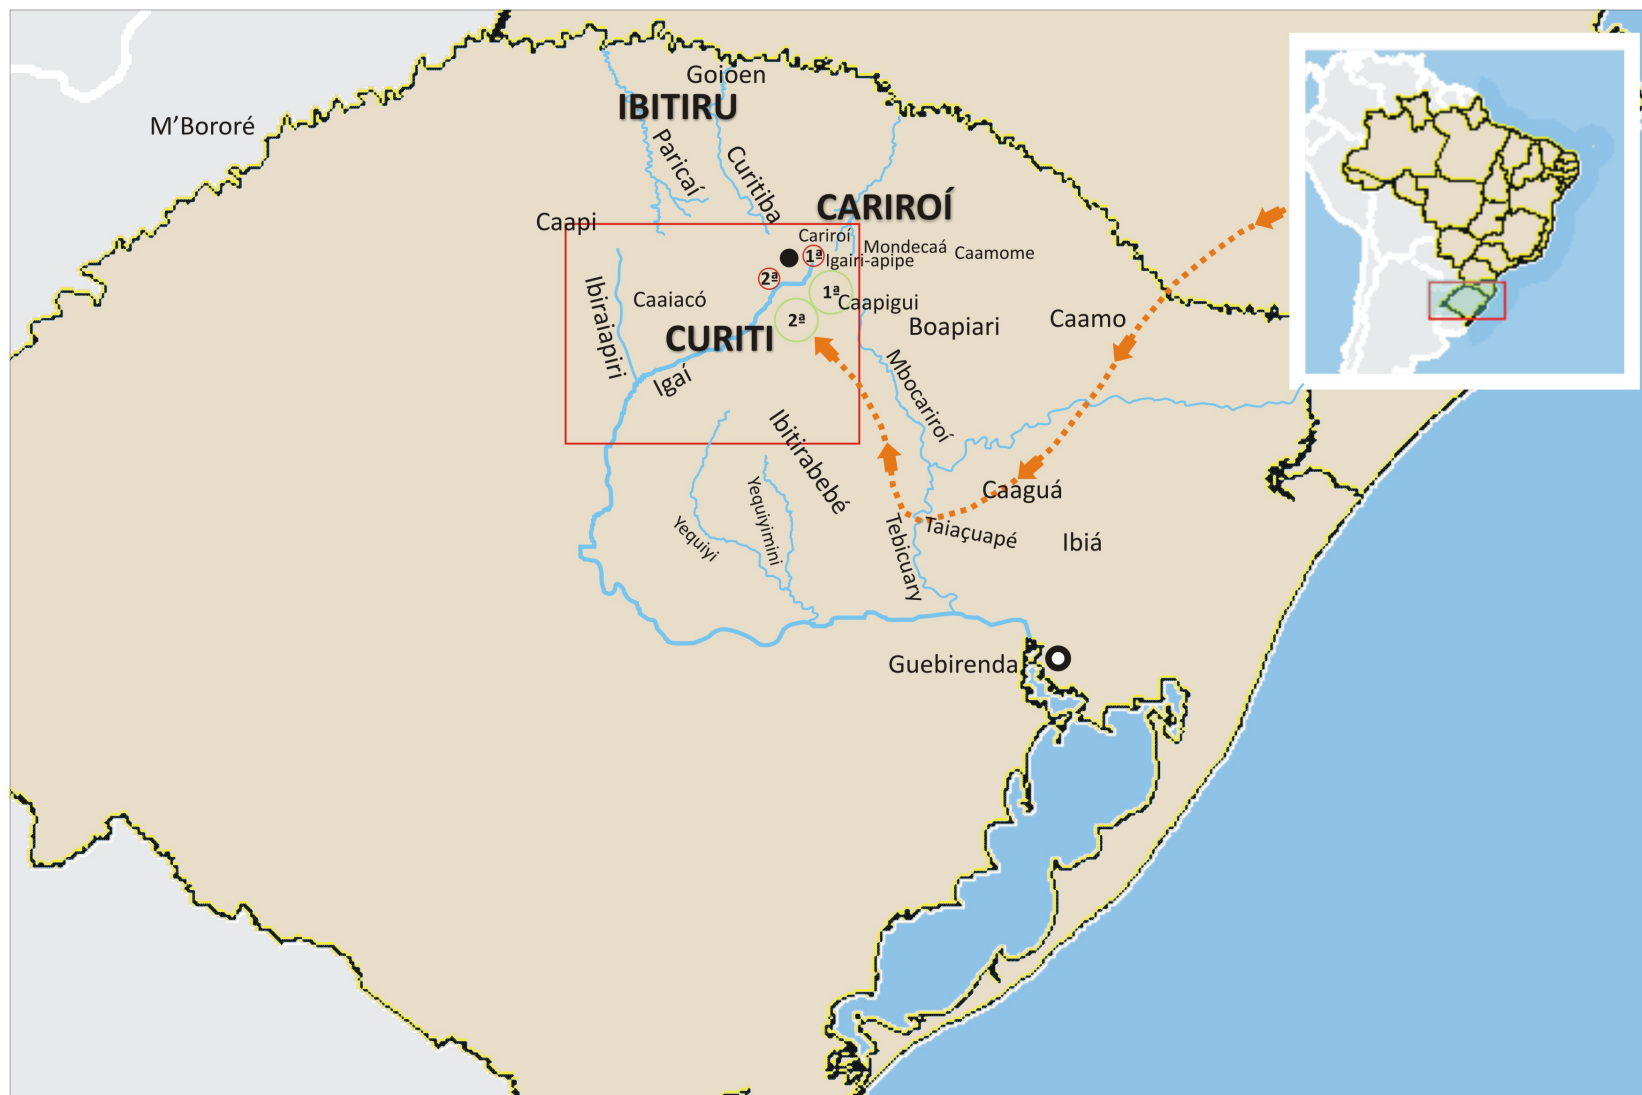 Goioen
IBITIRU
M’Bororé
Paricaí
Curitiba
CARIROÍ
Caapi
Cariroí
Mondecaá
Caamome
1ª
Igairi-apipe
2ª
Ibiraiapiri
Caaiacó
1ª
Caapigui
2ª
Boapiari
Caamo
CURITI
Igaí
Mbocariroí
Ibitirabebé
Yequiyimini
Caaguá
Yequiyi
Tebicuary
Taiaçuapé
Ibiá
Guebirenda